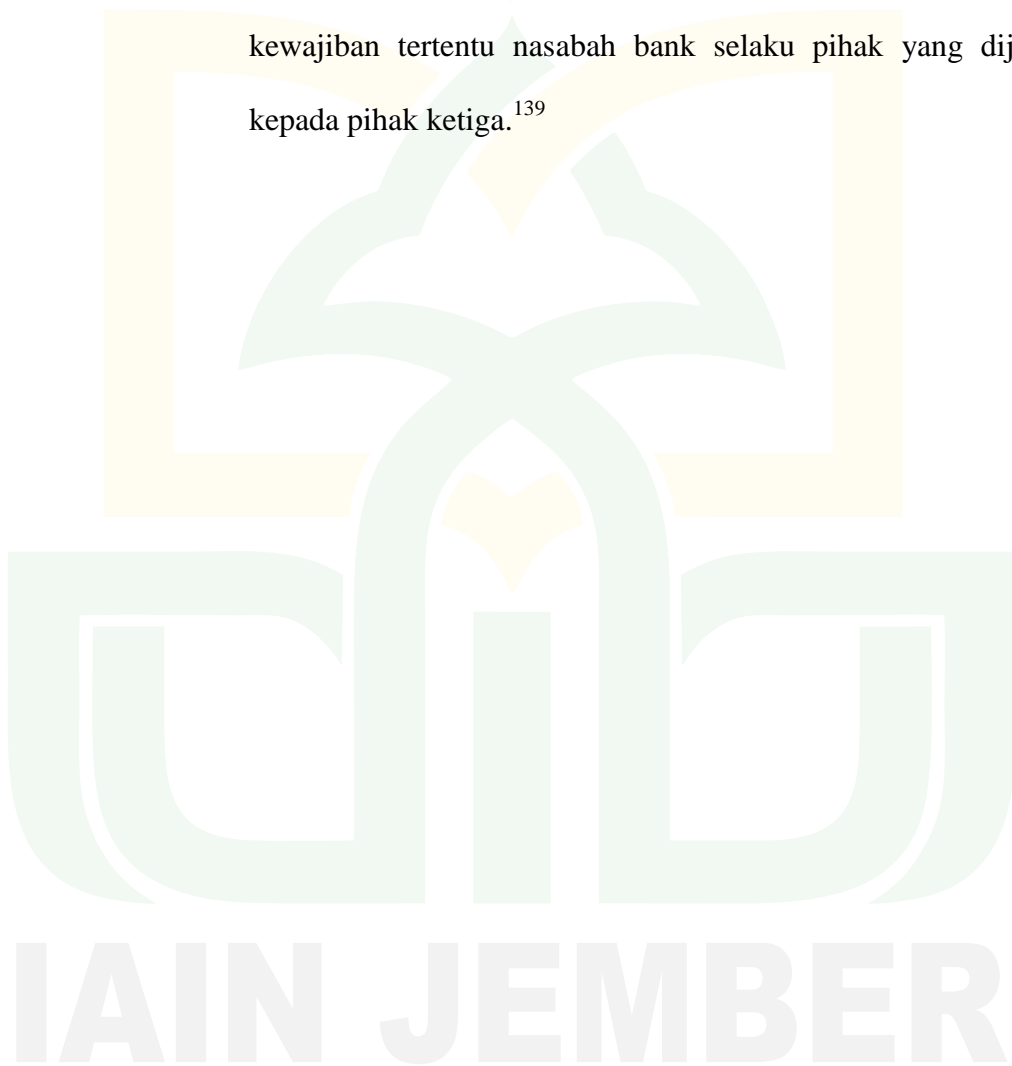 kewajiban tertentu nasabah bank selaku pihak yang dij
kepada pihak ketiga.139
IAIN JEMBER